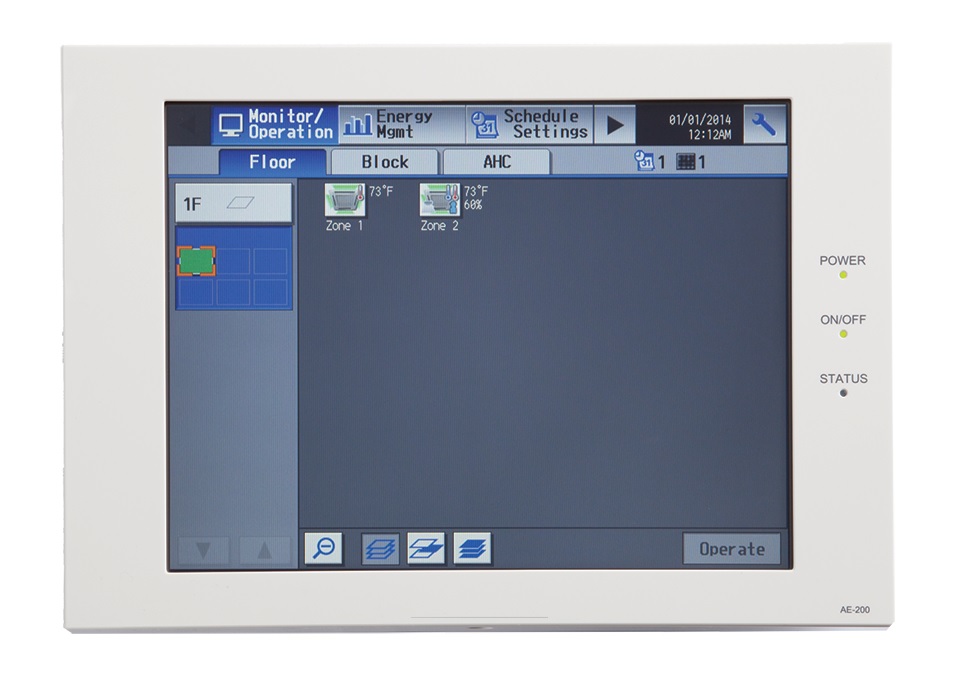 Monitor/
Operation
Energy
Mgmt
Schedule
Settings
01/01/2014
12:12AM
Floor
Block
AHC
31 1
1
1F
73°F
Zone 1
73°F
60%
Zone 2
Operate
POWER
ON/OFF
STATUS
AE-200